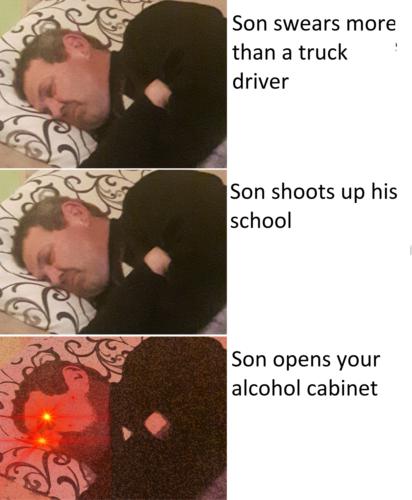 Son swears more
than a truck
driver
Son shoots up his
school
Son opens your
alcohol cabinet